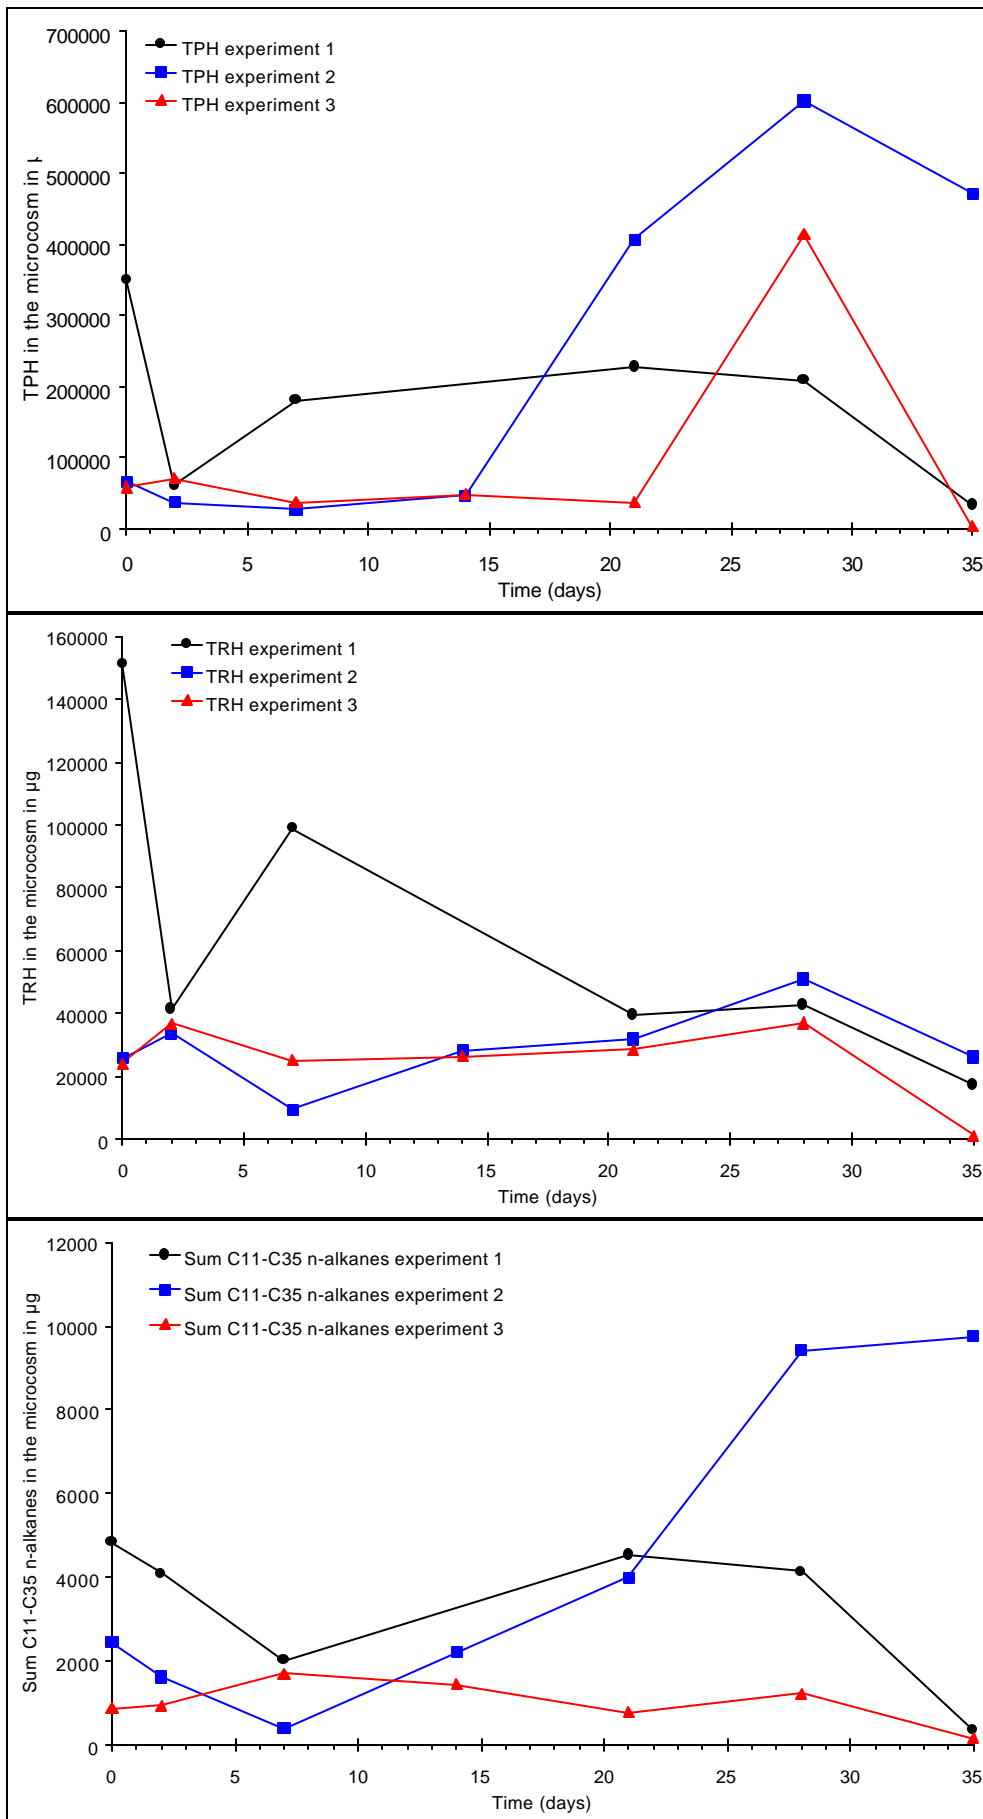 700000
TPH experiment 1
TPH experiment 2
600000
TPH experiment 3
500000
400000
300000
200000
100000
0
TPH in the microcosm in µ
0 5 10 15 20 25 30 35
Time (days)
160000
TRH experiment 1
TRH experiment 2
140000
TRH experiment 3
120000
100000
80000
60000
40000
20000
0
TRH in the microcosm in µg
0 5 10 15 20 25 30 35
Time (days)
12000
Sum C11-C35 n-alkanes experiment 1
Sum C11-C35 n-alkanes experiment 2
10000
Sum C11-C35 n-alkanes experiment 3
8000
6000
4000
2000
0
Sum C11-C35 n-alkanes in the microcosm in µg
0 5 10 15 20 25 30 35
Time (days)